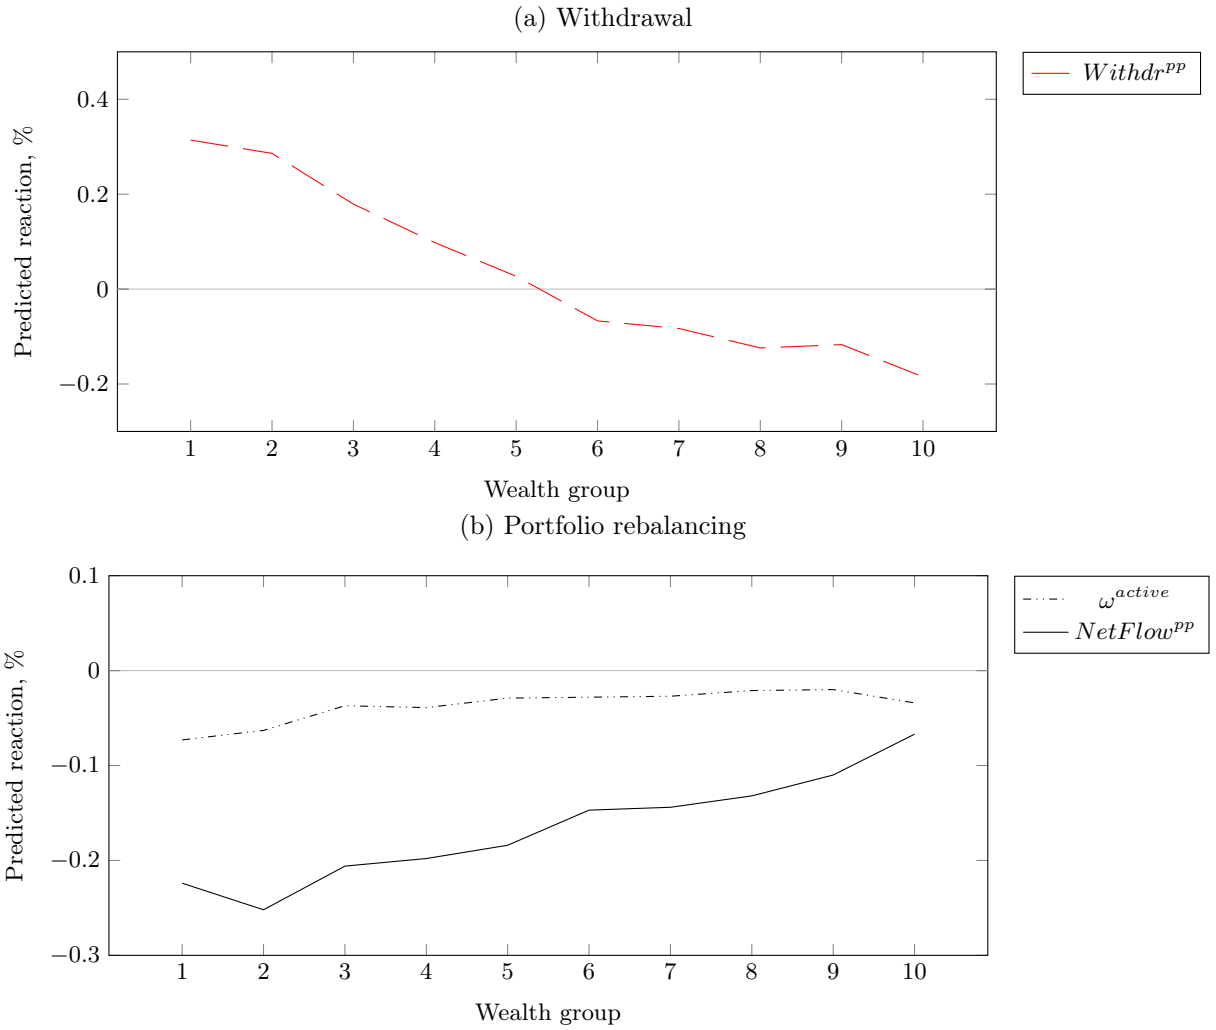 (a) Withdrawal
Predicted reaction, %
0.4
0.2
0
−0.2
1 2 3 4 5 6 7 8 9 10
Wealth group
Withdr^{pp}
(b) Portfolio rebalancing
Predicted reaction, %
0.1
0
−0.1
−0.2
−0.3
1 2 3 4 5 6 7 8 9 10
Wealth group
ω^{active}
NetFlow^{pp}